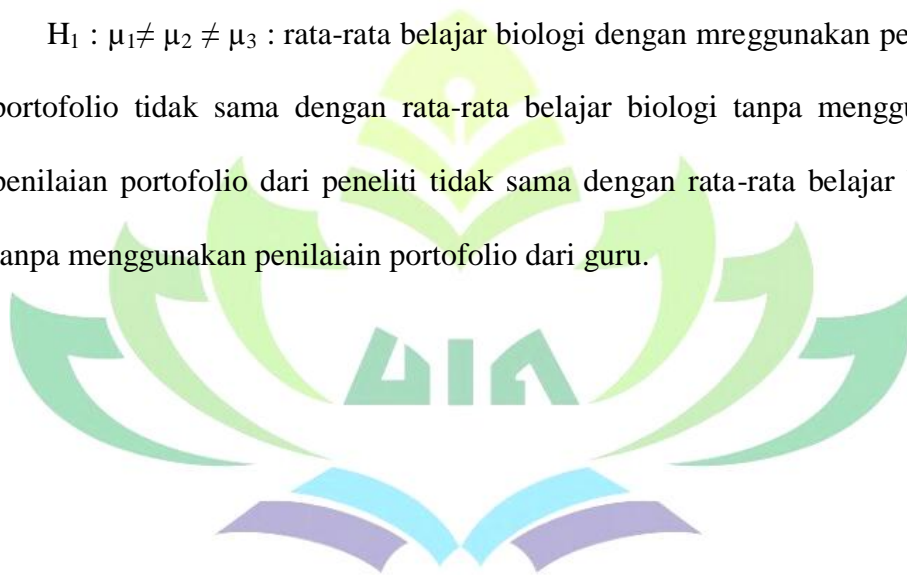 H₁ : µ₁≠ µ₂ ≠ µ₃ : rata-rata belajar biologi dengan mreggunakan pe
portofolio tidak sama dengan rata-rata belajar biologi tanpa menggu
penilaian portofolio dari peneliti tidak sama dengan rata-rata belajar
tanpa menggunakan penilaiain portofolio dari guru.
UIN